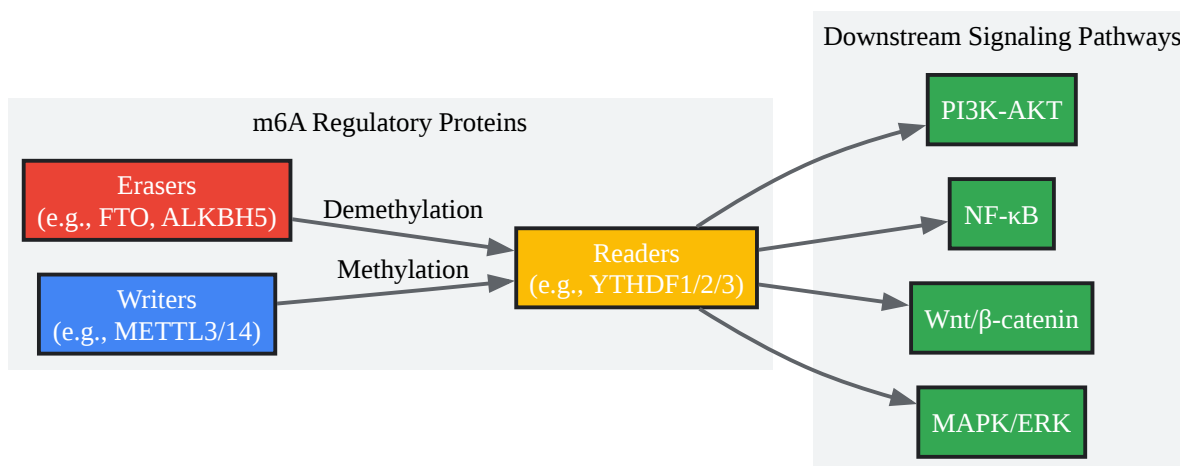 Downstream Signaling Pathways
PI3K-AKT
m6A Regulatory Proteins
Erasers
(e.g., FTO, ALKBH5)
Demethylation
NF-κB
Readers
(e.g., YTHDF1/2/3)
Methylation
Writers
(e.g., METTL3/14)
Wnt/β-catenin
MAPK/ERK